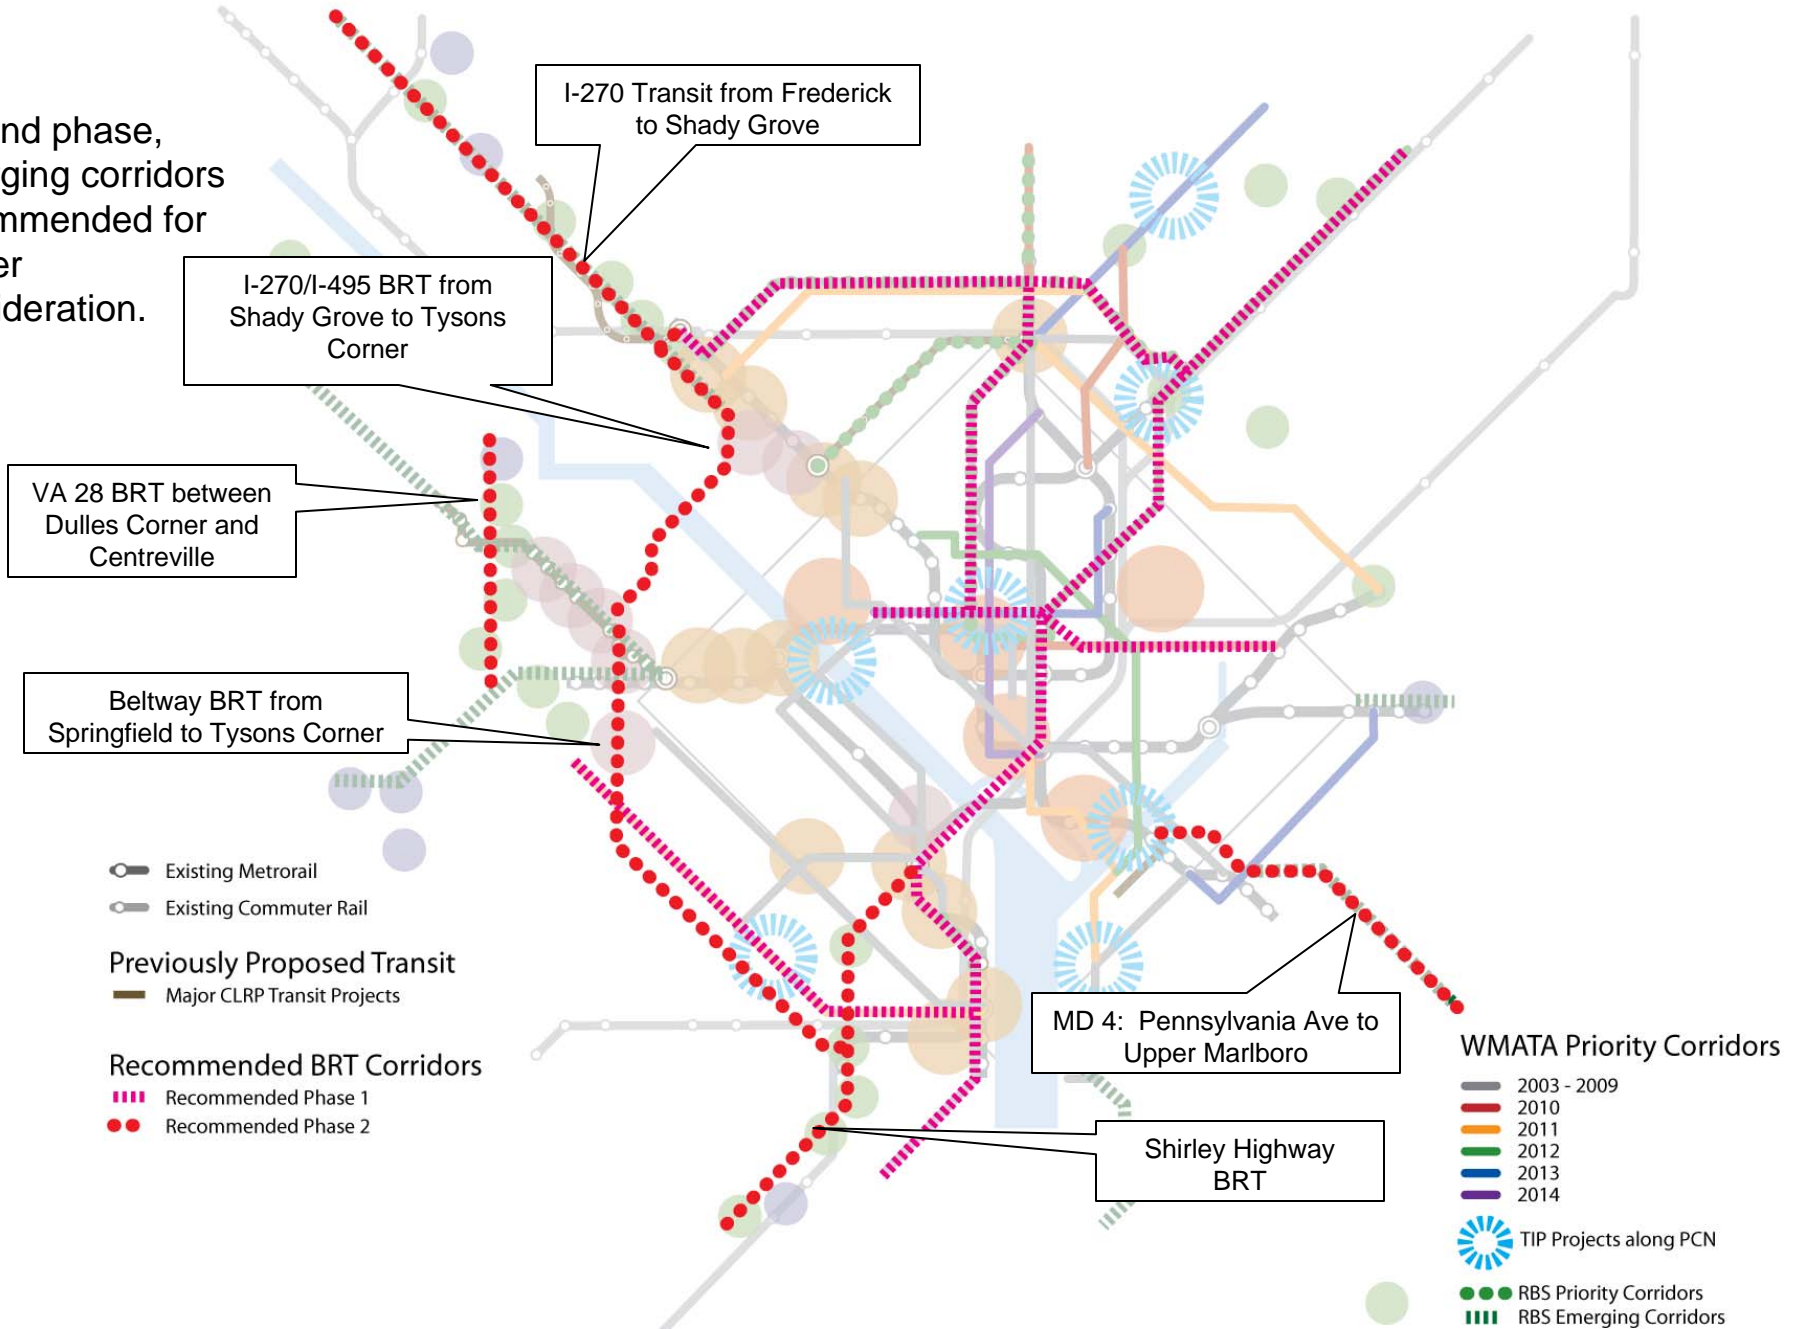 nd phase,
ging corridors
mmended for
er
ideration.
I-270 Transit from Frederick
to Shady Grove
I-270/I-495 BRT from
Shady Grove to Tysons
Corner
VA 28 BRT between
Dulles Corner and
Centreville
Beltway BRT from
Springfield to Tysons Corner
MD 4: Pennsylvania Ave to
Upper Marlboro
Shirley Highway
BRT
Existing Metrorail
Existing Commuter Rail
Previously Proposed Transit
Major CLRP Transit Projects
Recommended BRT Corridors
Recommended Phase 1
Recommended Phase 2
WMATA Priority Corridors
2003 - 2009
2010
2011
2012
2013
2014
TIP Projects along PCN
RBS Priority Corridors
RBS Emerging Corridors